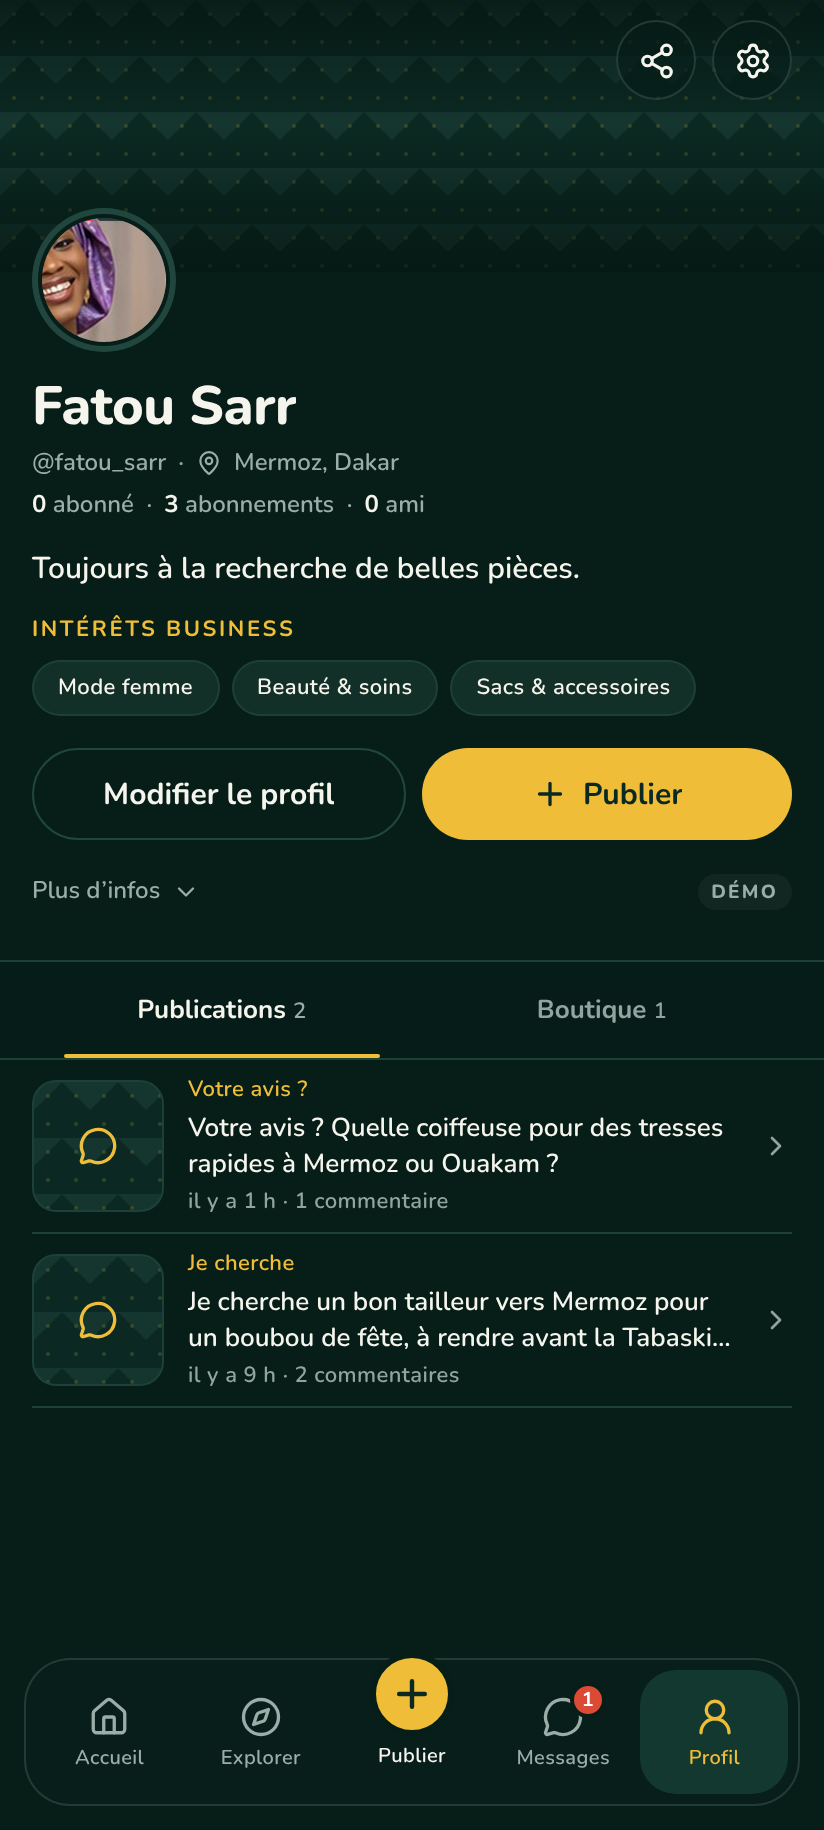 Fatou Sarr
@fatou_sarr · Mermoz, Dakar
0 abonné · 3 abonnements · 0 ami
Toujours à la recherche de belles pièces.
INTÉRÊTS BUSINESS
Mode femme Beauté & soins Sacs & accessoires
Modifier le profil + Publier
Plus d’infos DÉMO
Publications 2 Boutique 1
Votre avis ?
Votre avis ? Quelle coiffeuse pour des tresses
rapides à Mermoz ou Ouakam ?
il y a 1 h · 1 commentaire
Je cherche
Je cherche un bon tailleur vers Mermoz pour
un boubou de fête, à rendre avant la Tabaski...
il y a 9 h · 2 commentaires
1
Accueil Explorer Publier Messages Profil